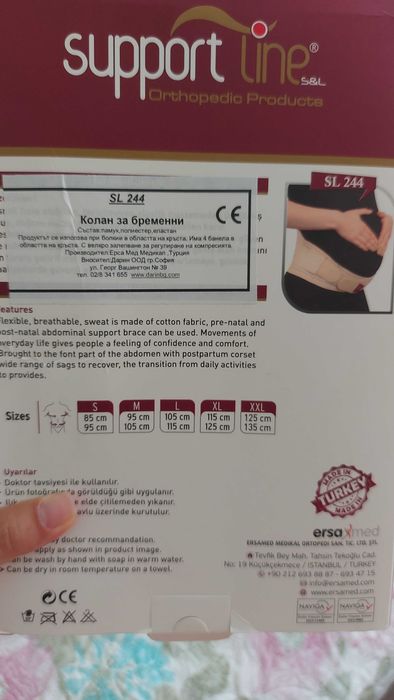 support line®
S&L
Orthopedic Products
SL 244
SL 244
Колан за бременни
Състав:памук,полиестер,еластан
Продуктът се използва при болки в областта на кръста. Има 4 банела в
областта на кръста. С велкро залепване за регулиране на компресията.
Производител:Ерса Мед Медикал ,Турция
Вносител:Дарин ООД гр.София
ул. Георг Вашингтон № 39
тел. 02/8 341 655 www.darinbg.com
CE
eatures
lexible, breathable, sweat is made of cotton fabric, pre-natal and
ost-natal abdominal support brace can be used. Movements of
everyday life gives people a feeling of confidence and comfort.
Brought to the font part of the abdomen with postpartum corset
wide range of sags to recover, the transition from daily activities
to provides.
Sizes
S M L XL XXL
85 cm 95 cm 105 cm 115 cm 125 cm
95 cm 105 cm 115 cm 125 cm 135 cm
Uyarılar
- Doktor tavsiyesi ile kullanılır.
- Ürün fotoğrafında görüldüğü gibi uygulanır.
elde çitilemeden yıkanır.
avlu üzerinde kurutulur.
y doctor recommendation.
apply as shown in product image.
an be wash by hand with soap in warm water.
> Can be dry in room temperature on a towel.
MADE IN
TURKEY
MADE IN
ersamed
ERSAMED MEDİKAL ORTOPEDİ SAN. TİC. LTD. ŞTİ.
Tevfik Bey Mah. Tahsin Tekoğlu Cad.
No: 19 Küçükçekmece / ISTANBUL / TURKEY
+90 212 693 88 87 - 693 47 15
info@ersamed.com
www.ersamed.com
CE
NAVIGA NAVIGA